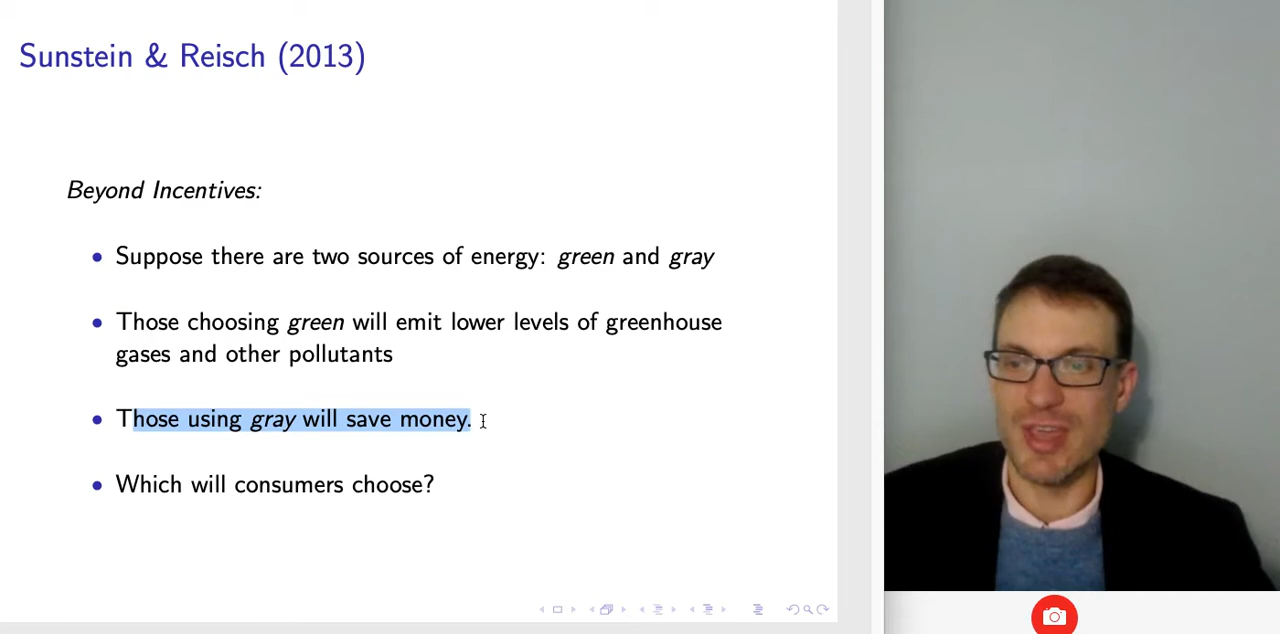 Sunstein & Reisch (2013)
Beyond Incentives:
Suppose there are two sources of energy: green and gray
Those choosing green will emit lower levels of greenhouse
gases and other pollutants
Those using gray will save money.
Which will consumers choose?